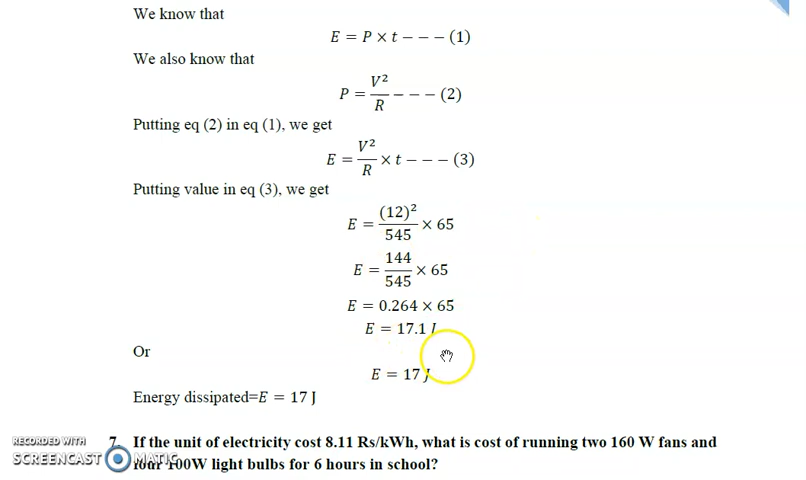 We know that
E = P × t − − − (1)
We also know that
P = V²/R − − − (2)
Putting eq (2) in eq (1), we get
E = V²/R × t − − − (3)
Putting value in eq (3), we get
E = (12)²/545 × 65
E = 144/545 × 65
E = 0.264 × 65
E = 17.1 J
Or
E = 17 J
Energy dissipated=E = 17 J
7. If the unit of electricity cost 8.11 Rs/kWh, what is cost of running two 160 W fans and
four 100W light bulbs for 6 hours in school?
RECORDED WITH
SCREENCAST MATIC